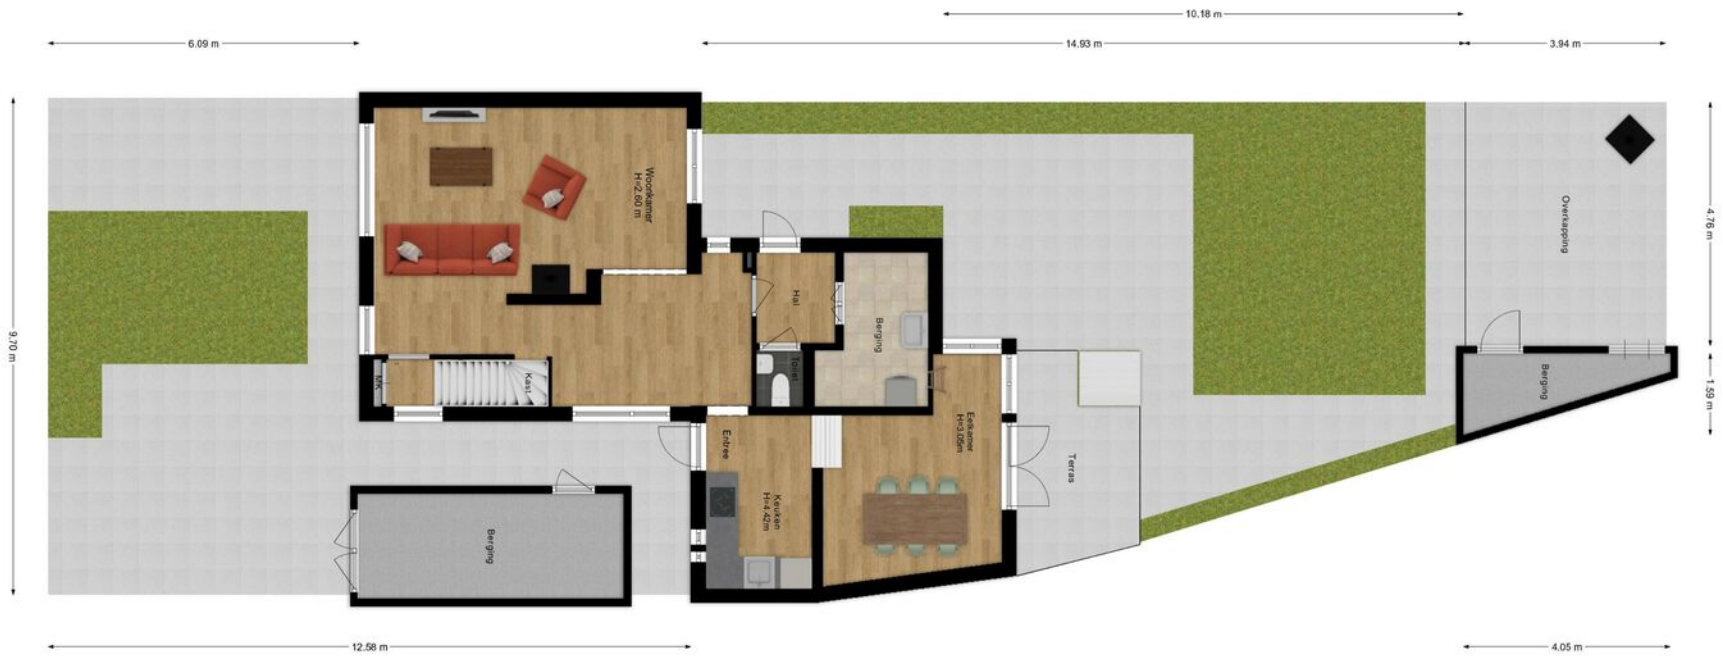 10.18 m
6.09 m
14.93 m
3.94 m
9.70 m
4.76 m
1.59 m
Woonkamer
H=2.60 m
Hal
Berging
Toilet
MK
Kast
Entree
Keuken
H=4.42m
Eetkamer
H=3.05m
Terras
Overkapping
Berging
Berging
12.58 m
4.05 m